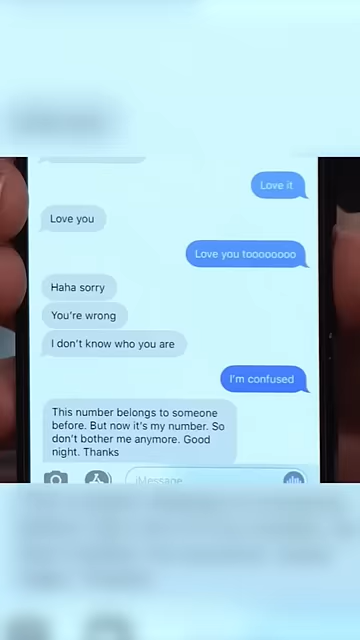 Love it
Love you
Love you toooooooo
Haha sorry
You're wrong
I don't know who you are
I'm confused
This number belongs to someone
before. But now it's my number. So
don't bother me anymore. Good
night. Thanks
iMessage